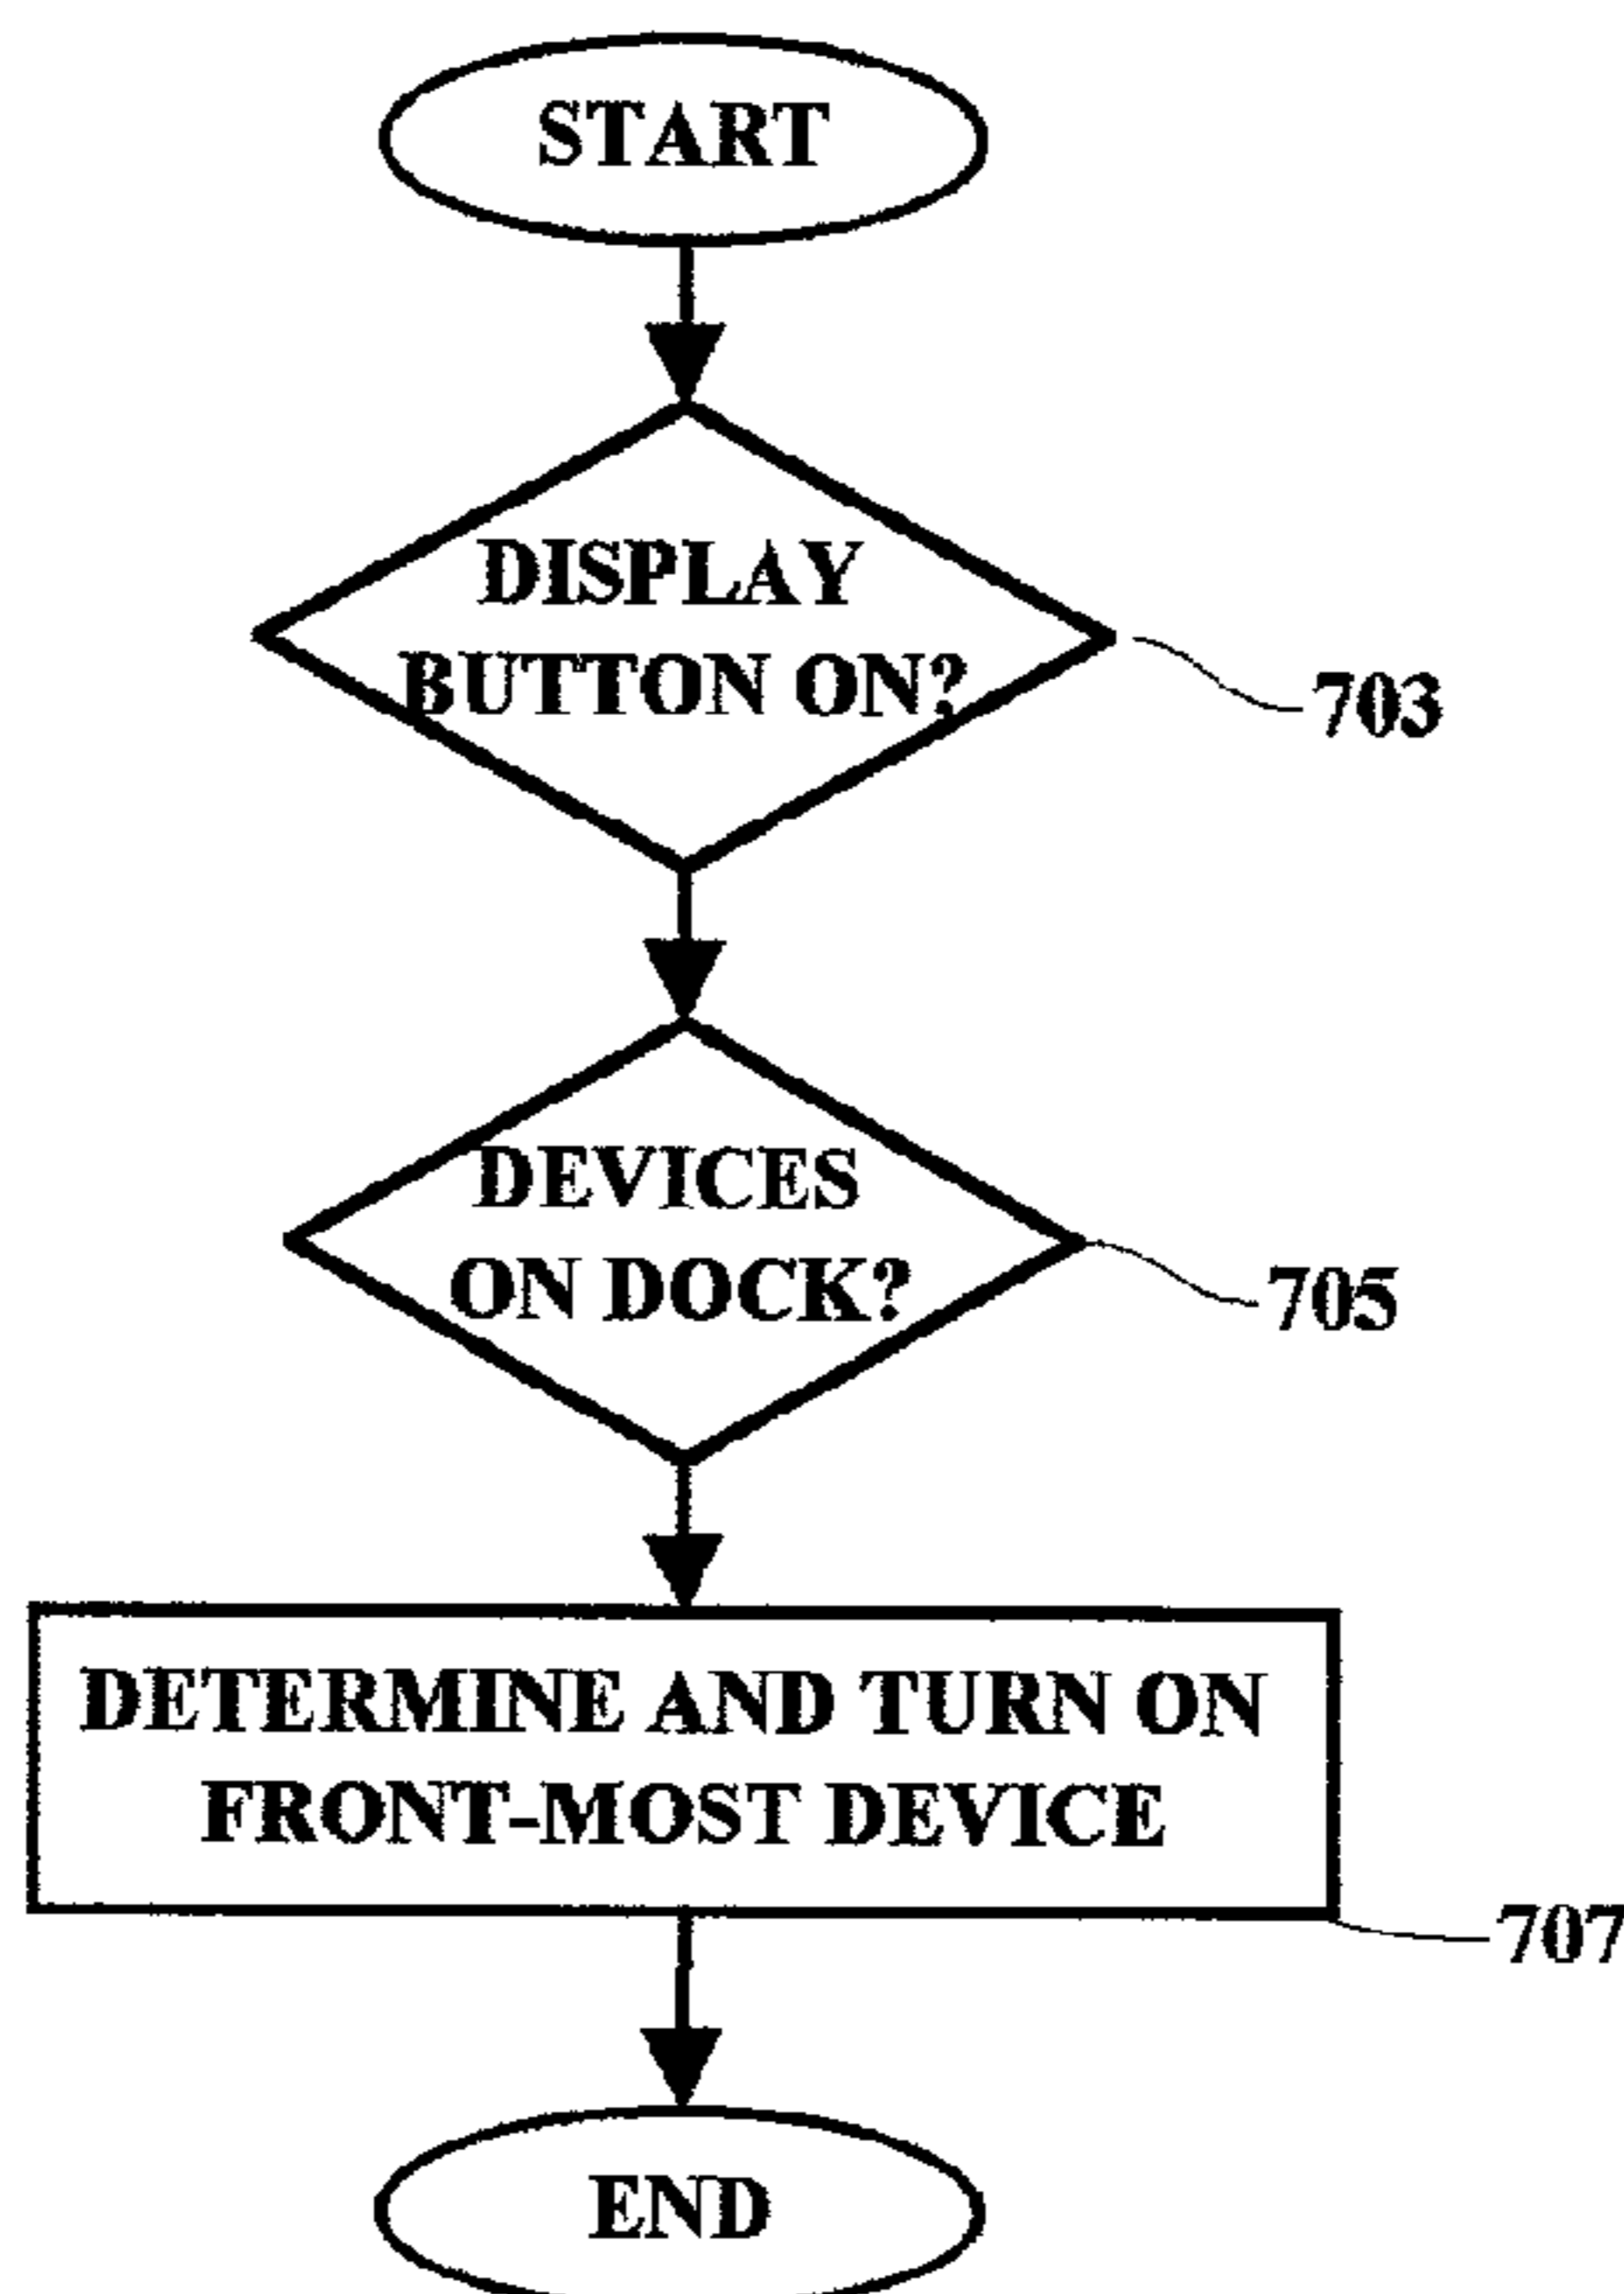 START
DISPLAY
BUTTON ON?
703
DEVICES
ON DOCK?
705
DETERMINE AND TURN ON
FRONT-MOST DEVICE
707
END